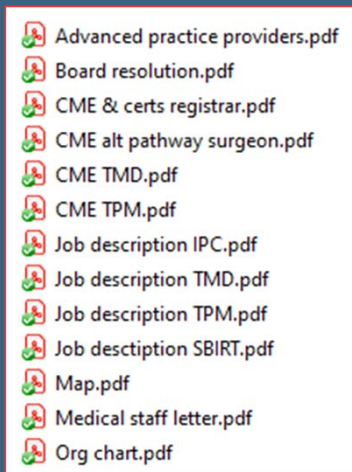 Advanced practice providers.pdf
Board resolution.pdf
CME & certs registrar.pdf
CME alt pathway surgeon.pdf
CME TMD.pdf
CME TPM.pdf
Job description IPC.pdf
Job description TMD.pdf
Job description TPM.pdf
Job desctiption SBIRT.pdf
Map.pdf
Medical staff letter.pdf
Org chart.pdf